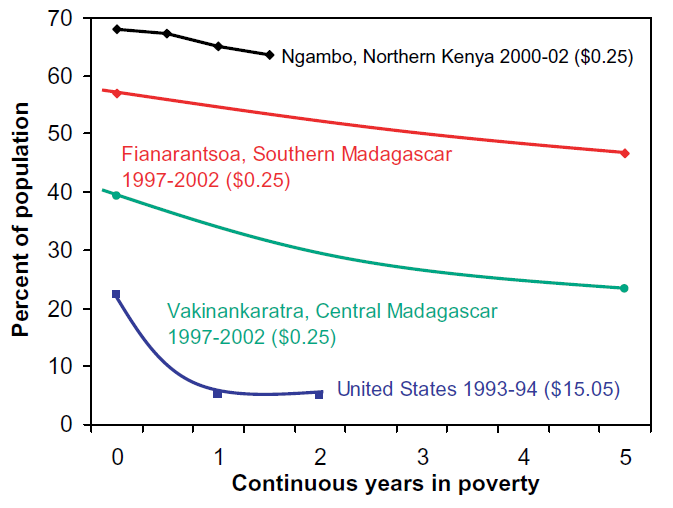 70
60
50
40
30
20
10
0
Percent of population
Ngambo, Northern Kenya 2000-02 ($0.25)
Fianarantsoa, Southern Madagascar
1997-2002 ($0.25)
Vakinankaratra, Central Madagascar
1997-2002 ($0.25)
United States 1993-94 ($15.05)
0 1 2 3 4 5
Continuous years in poverty